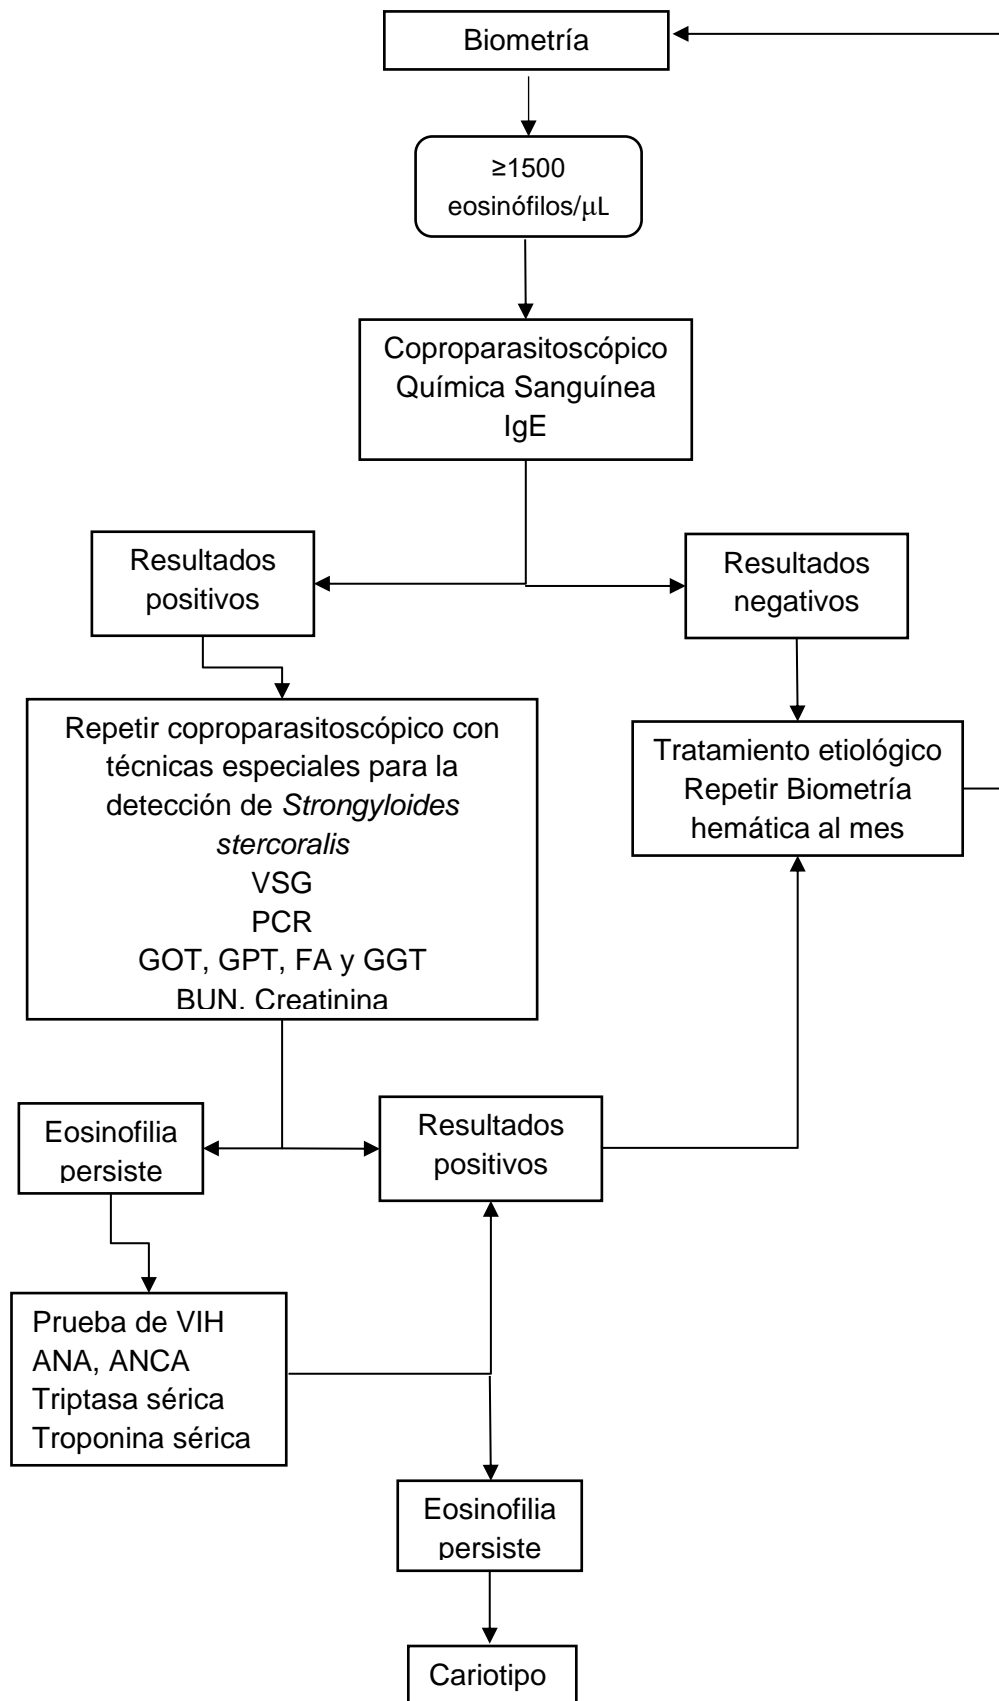 Biometría
≥1500
eosinófilos/μL
Coproparasitoscópico
Química Sanguínea
IgE
Resultados
positivos
Resultados
negativos
Repetir coproparasitoscópico con
técnicas especiales para la
detección de Strongyloides
stercoralis
VSG
PCR
GOT, GPT, FA y GGT
BUN. Creatinina
Tratamiento etiológico
Repetir Biometría
hemática al mes
Eosinofilia
persiste
Resultados
positivos
Prueba de VIH
ANA, ANCA
Triptasa sérica
Troponina sérica
Eosinofilia
persiste
Cariotipo